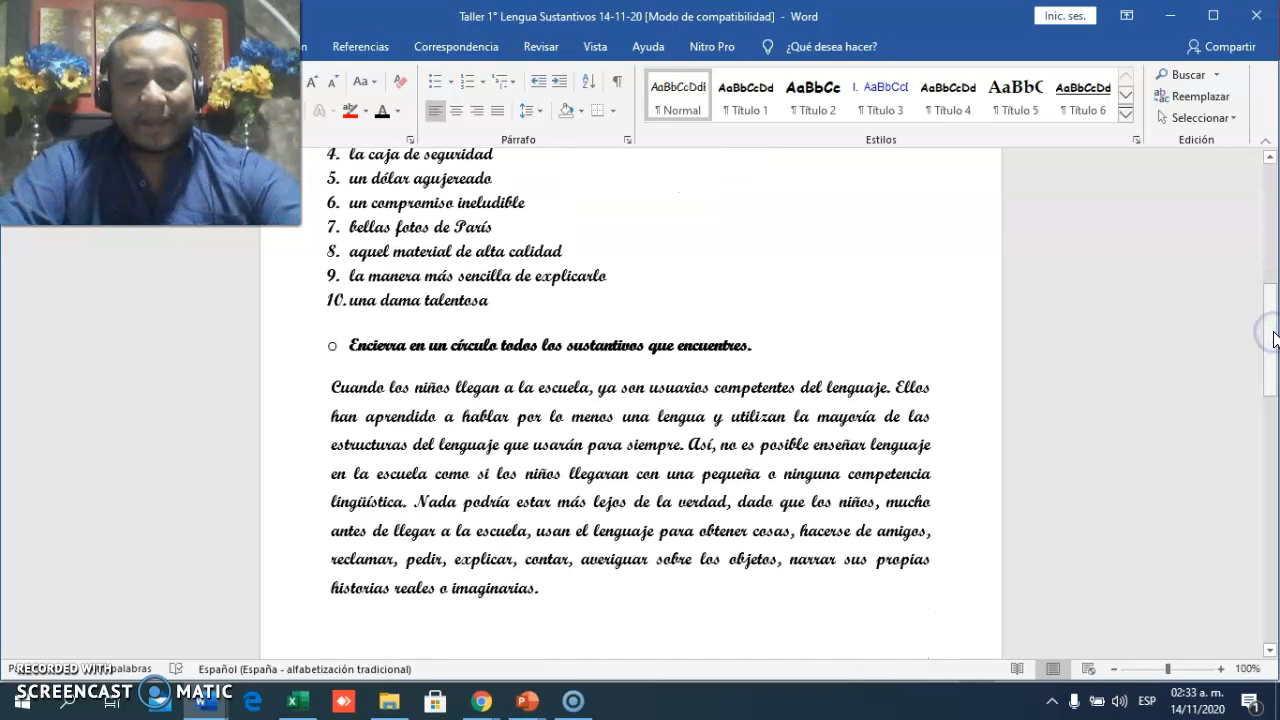 Taller 1° Lengua Sustantivos 14-11-20 [Modo de compatibilidad] - Word
Inic. ses.
Referencias Correspondencia Revisar Vista Ayuda Nitro Pro ¿Qué desea hacer? Compartir
AaBbCcDdI AaBbCcDd AaBbCc I. AaBbCcI AaBbCcDd AaBbC AaBbCcDd
¶ Normal ¶ Título 1 ¶ Título 2 ¶ Título 3 ¶ Título 4 ¶ Título 5 ¶ Título 6
Buscar
Reemplazar
Seleccionar
Párrafo Estilos Edición
4. la caja de seguridad
5. un dólar agujereado
6. un compromiso ineludible
7. bellas fotos de París
8. aquel material de alta calidad
9. la manera más sencilla de explicarlo
10. una dama talentosa
o Encierra en un círculo todos los sustantivos que encuentres.
Cuando los niños llegan a la escuela, ya son usuarios competentes del lenguaje. Ellos
han aprendido a hablar por lo menos una lengua y utilizan la mayoría de las
estructuras del lenguaje que usarán para siempre. Así, no es posible enseñar lenguaje
en la escuela como si los niños llegaran con una pequeña o ninguna competencia
lingüística. Nada podría estar más lejos de la verdad, dado que los niños, mucho
antes de llegar a la escuela, usan el lenguaje para obtener cosas, hacerse de amigos,
reclamar, pedir, explicar, contar, averiguar sobre los objetos, narrar sus propias
historias reales o imaginarias.
palabras Español (España - alfabetización tradicional) 100%
RECORDED WITH
SCREENCAST MATIC
ESP
02:33 a. m.
14/11/2020